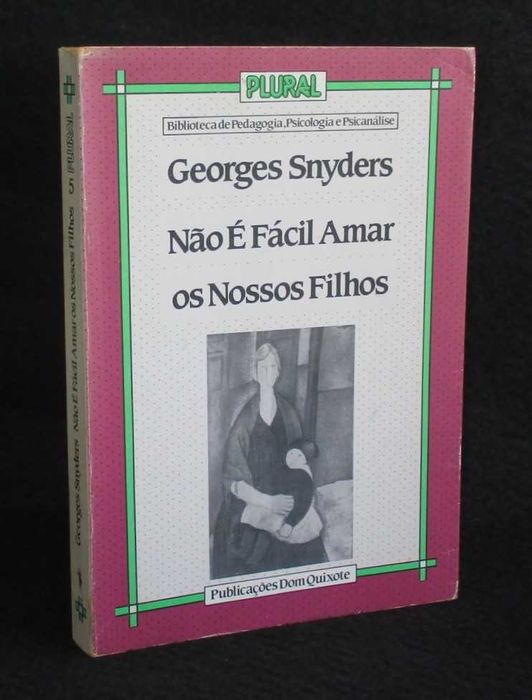 PLURAL
Biblioteca de Pedagogia, Psicologia e Psicanálise
Georges Snyders
Não É Fácil Amar
os Nossos Filhos
Publicações Dom Quixote
Georges Snyders Não É Fácil Amar os Nossos Filhos 5 PLURAL